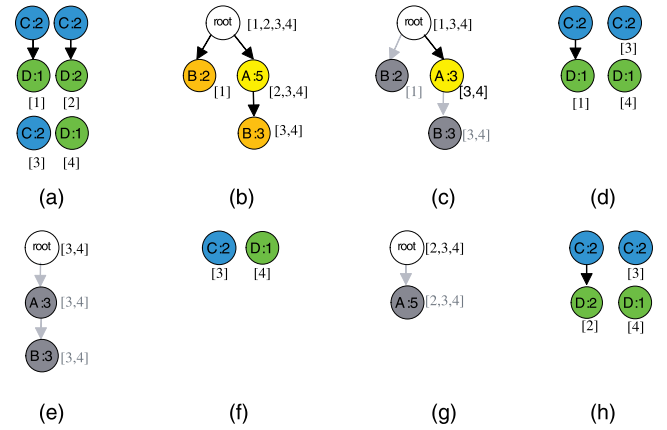 C:2 C:2
D:1 D:2
[1] [2]
C:2 D:1
[3] [4]
(a)
root [1,2,3,4]
B:2 A:5
[1] [2,3,4]
B:3 [3,4]
(b)
root [1,3,4]
B:2 A:3
[1] [3,4]
B:3 [3,4]
(c)
C:2 C:2
[3]
D:1 D:1
[1] [4]
(d)
root [3,4]
A:3 [3,4]
B:3 [3,4]
(e)
C:2 D:1
[3] [4]
(f)
root [2,3,4]
A:5 [2,3,4]
(g)
C:2 C:2
[3]
D:2 D:1
[2] [4]
(h)